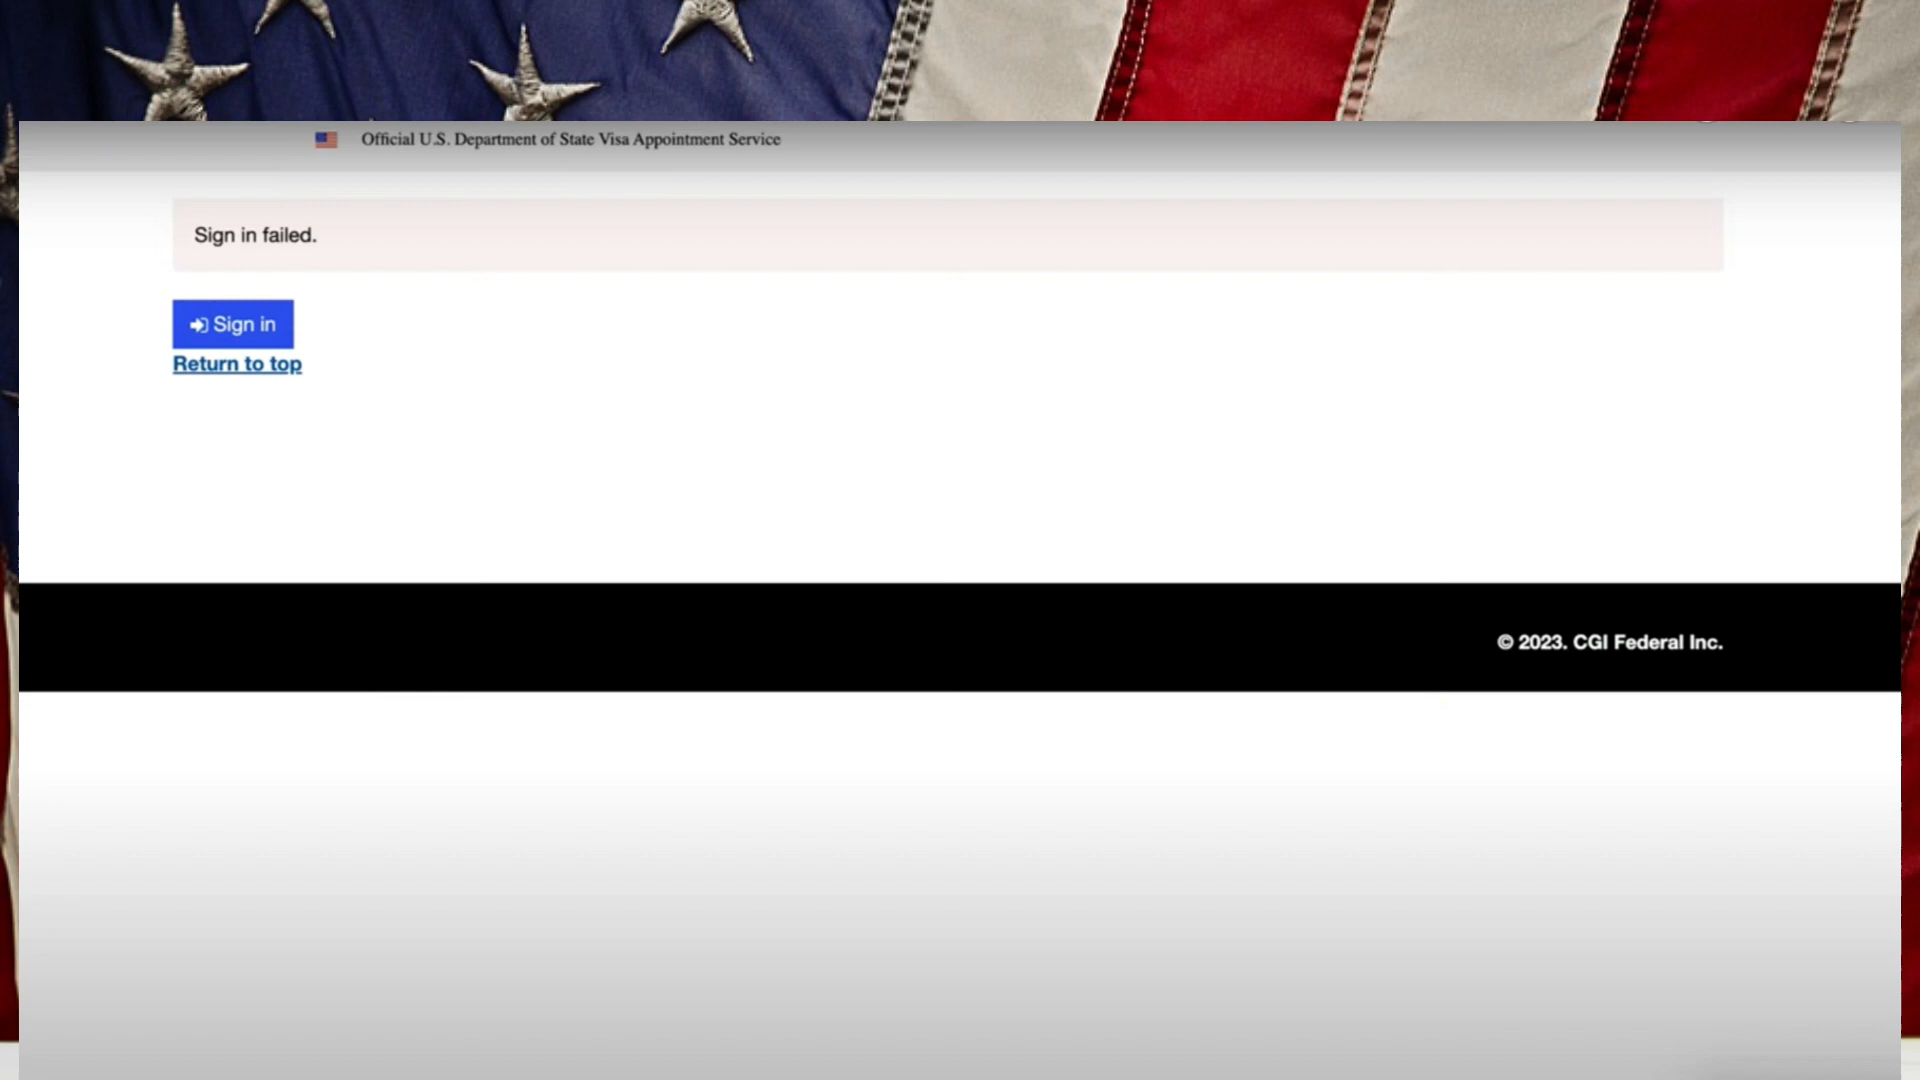 Official U.S. Department of State Visa Appointment Service
Sign in failed.
Sign in
Return to top
© 2023. CGI Federal Inc.